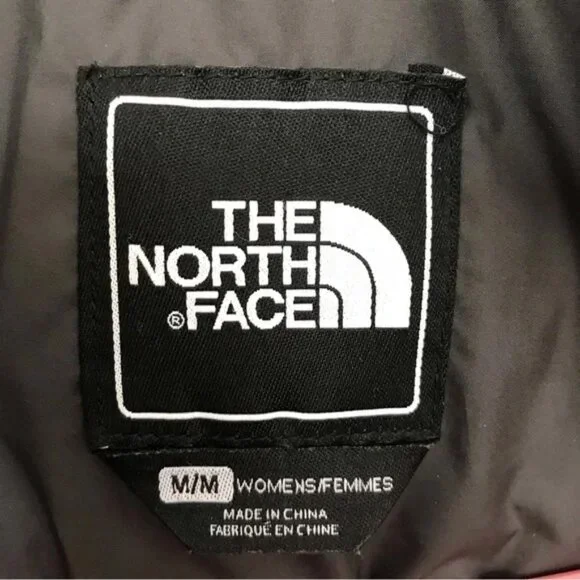 THE
NORTH
®FACE
M/M WOMENS/FEMMES
MADE IN CHINA
FABRIQUÉ EN CHINE